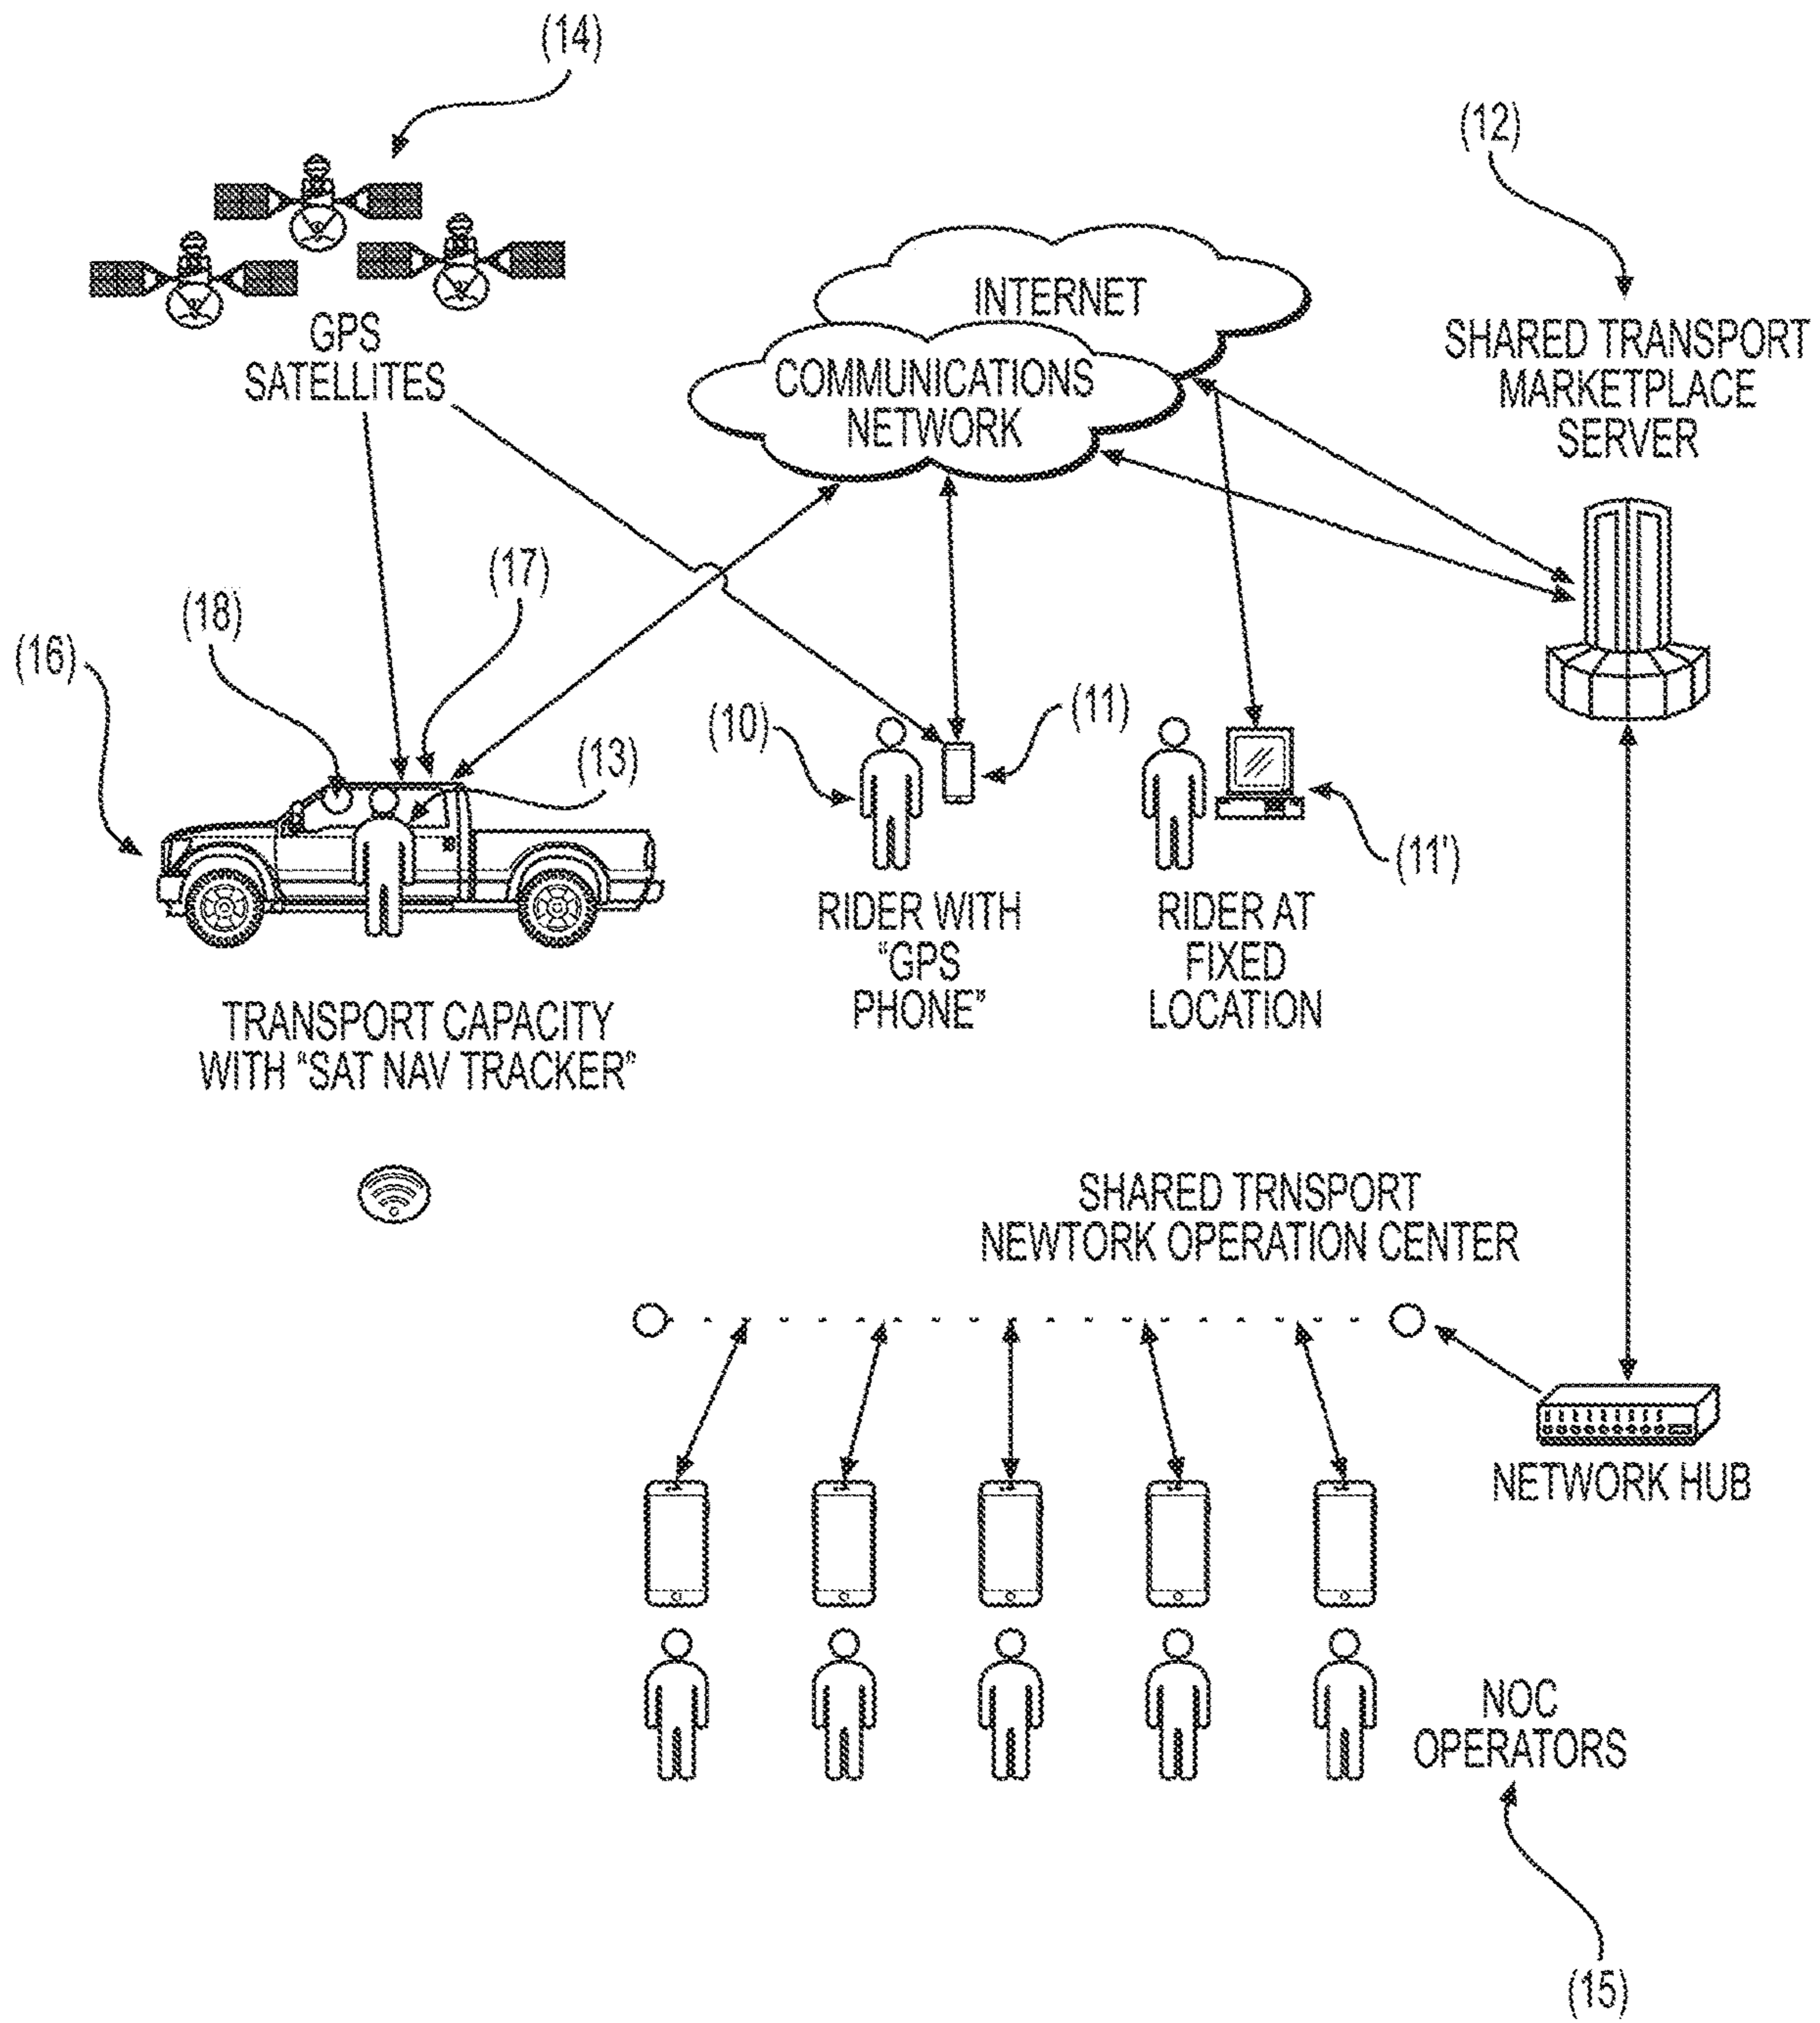 (14)
(12)
GPS
SATELLITES
INTERNET
COMMUNICATIONS
NETWORK
SHARED TRANSPORT
MARKETPLACE
SERVER
(17)
(18)
(16)
(13)
(10)
(11)
(11')
TRANSPORT CAPACITY
WITH "SAT NAV TRACKER"
RIDER WITH
"GPS
PHONE"
RIDER AT
FIXED
LOCATION
SHARED TRNSPORT
NEWTORK OPERATION CENTER
NETWORK HUB
NOC
OPERATORS
(15)